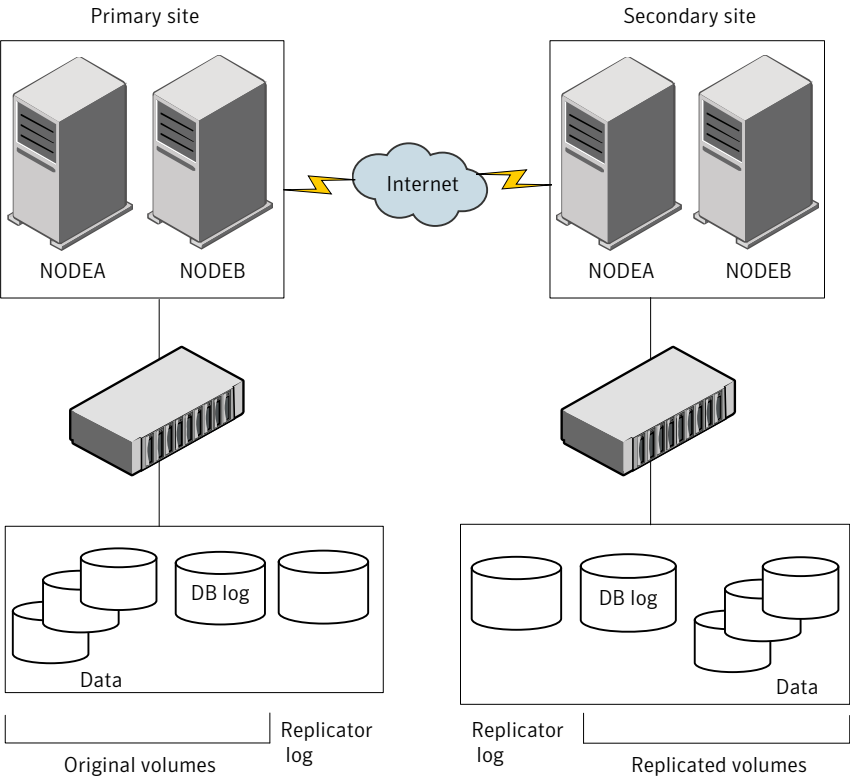 Primary site
Secondary site
Internet
NODEA
NODEB
NODEA
NODEB
DB log
Data
DB log
Data
Original volumes
Replicator
log
Replicator
log
Replicated volumes